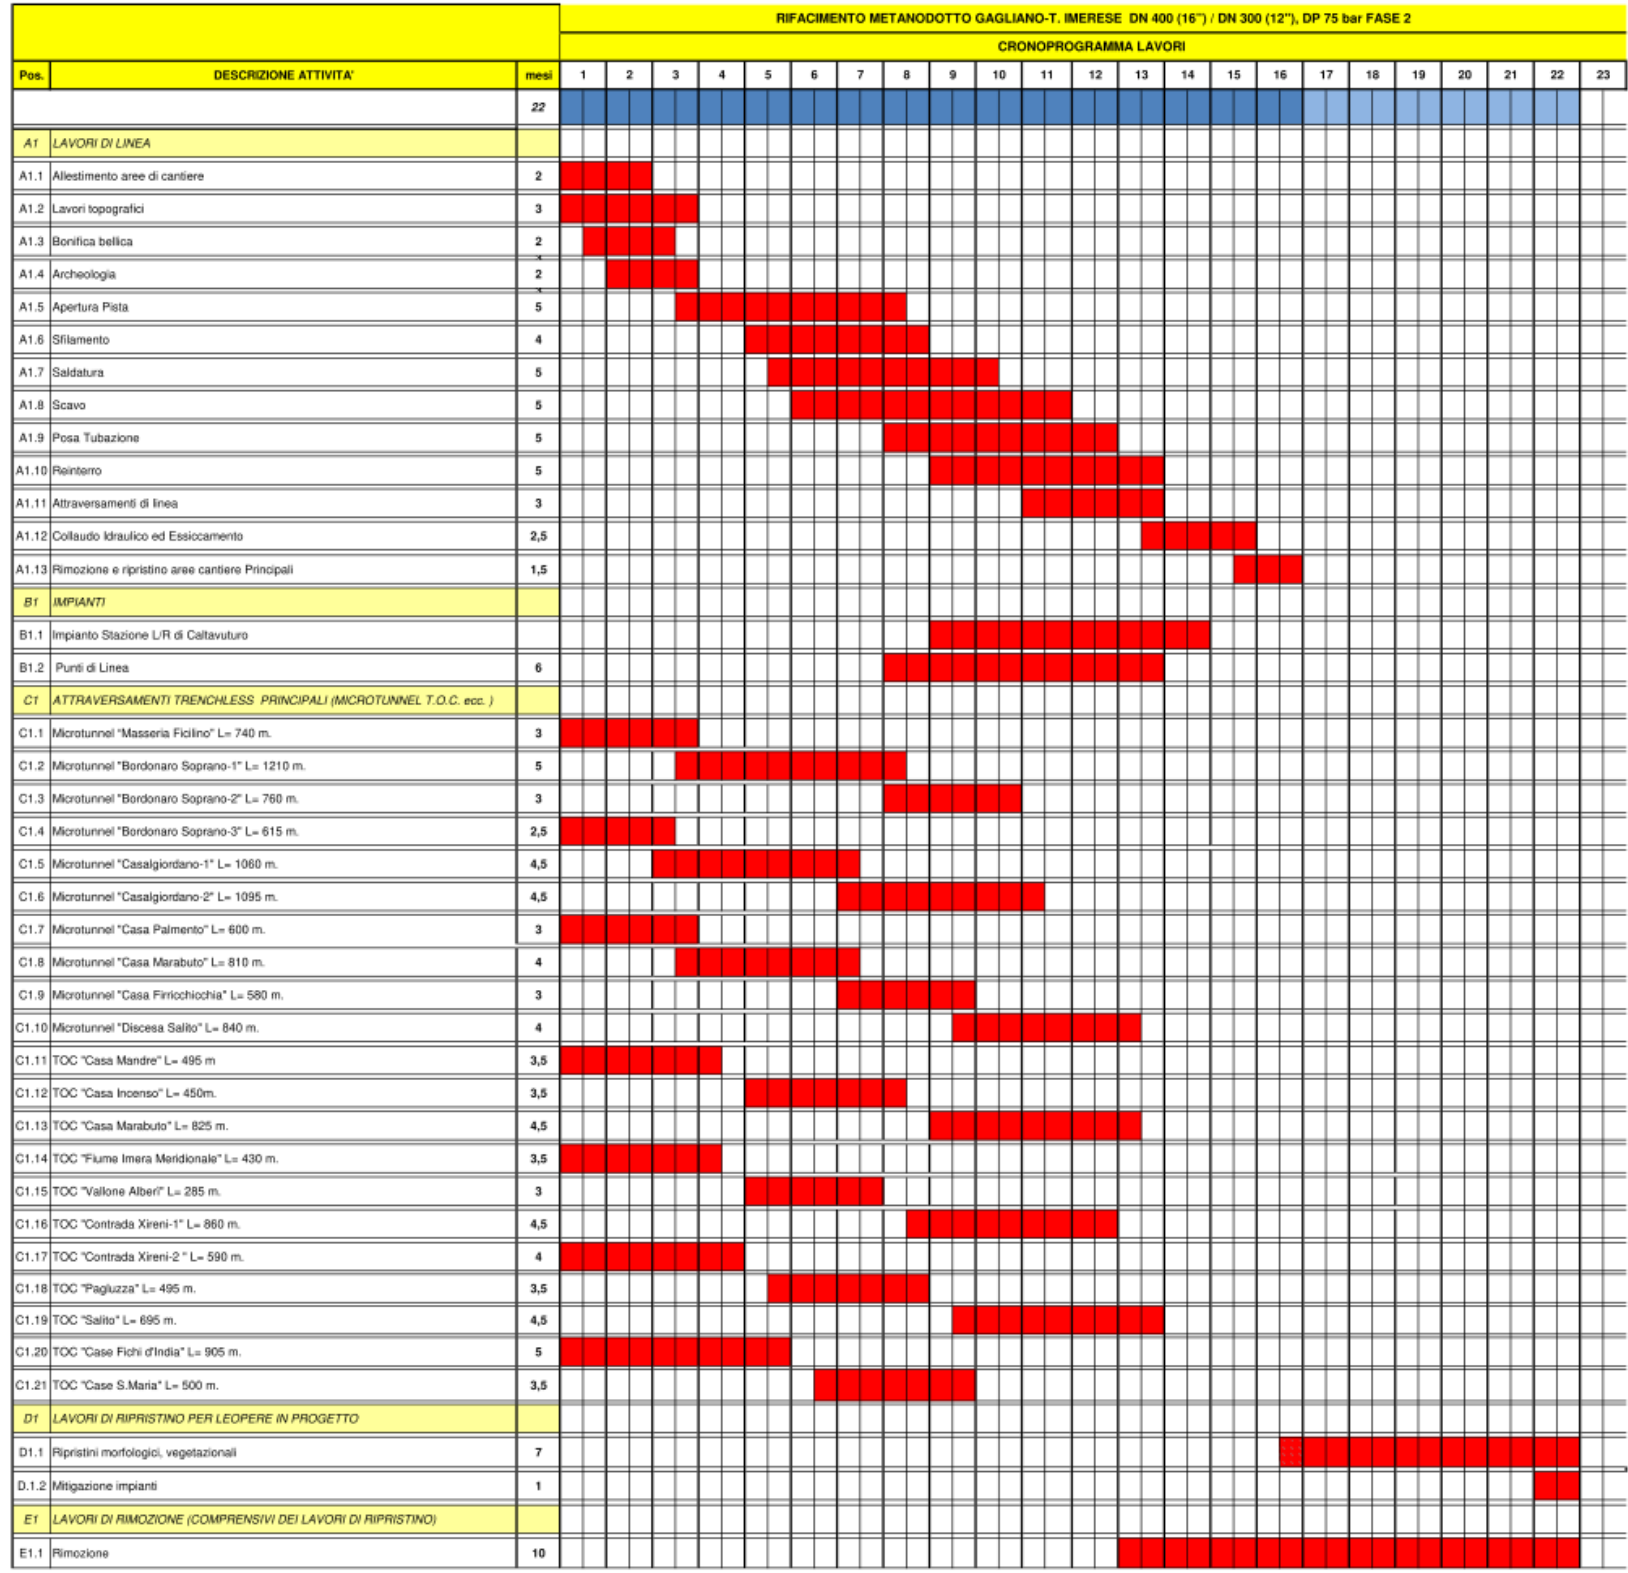 RIFACIMENTO METANODOTTO GAGLIANO-T. IMERESE DN 400 (16") / DN 300 (12"), DP 75 bar FASE 2
CRONOPROGRAMMA LAVORI
Pos. DESCRIZIONE ATTIVITA' mesi 1 2 3 4 5 6 7 8 9 10 11 12 13 14 15 16 17 18 19 20 21 22 23
22
A1 LAVORI DI LINEA
A1.1 Allestimento aree di cantiere 2
A1.2 Lavori topografici 3
A1.3 Bonifica bellica 2
A1.4 Archeologia 2
A1.5 Apertura Pista 5
A1.6 Sfilamento 4
A1.7 Saldatura 5
A1.8 Scavo 5
A1.9 Posa Tubazione 5
A1.10 Reinterro 5
A1.11 Attraversamenti di linea 3
A1.12 Collaudo Idraulico ed Essiccamento 2,5
A1.13 Rimozione e ripristino aree cantiere Principali 1,5
B1 IMPIANTI
B1.1 Impianto Stazione L/R di Caltavuturo
B1.2 Punti di Linea 6
C1 ATTRAVERSAMENTI TRENCHLESS PRINCIPALI (MICROTUNNEL T.O.C. ecc. )
C1.1 Microtunnel "Masseria Ficilino" L= 740 m. 3
C1.2 Microtunnel "Bordonaro Soprano-1" L= 1210 m. 5
C1.3 Microtunnel "Bordonaro Soprano-2" L= 760 m. 3
C1.4 Microtunnel "Bordonaro Soprano-3" L= 615 m. 2,5
C1.5 Microtunnel "Casalgiordano-1" L= 1060 m. 4,5
C1.6 Microtunnel "Casalgiordano-2" L= 1095 m. 4,5
C1.7 Microtunnel "Casa Palmento" L= 600 m. 3
C1.8 Microtunnel "Casa Marabuto" L= 810 m. 4
C1.9 Microtunnel "Casa Firricchicchia" L= 580 m. 3
C1.10 Microtunnel "Discesa Salito" L= 840 m. 4
C1.11 TOC "Casa Mandre" L= 495 m 3,5
C1.12 TOC "Casa Incenso" L= 450m. 3,5
C1.13 TOC "Casa Marabuto" L= 825 m. 4,5
C1.14 TOC "Fiume Imera Meridionale" L= 430 m. 3,5
C1.15 TOC "Vallone Alberi" L= 285 m. 3
C1.16 TOC "Contrada Xireni-1" L= 860 m. 4,5
C1.17 TOC "Contrada Xireni-2 " L= 590 m. 4
C1.18 TOC "Pagluzza" L= 495 m. 3,5
C1.19 TOC "Salito" L= 695 m. 4,5
C1.20 TOC "Case Fichi d'India" L= 905 m. 5
C1.21 TOC "Case S.Maria" L= 500 m. 3,5
D1 LAVORI DI RIPRISTINO PER LEOPERE IN PROGETTO
D1.1 Ripristini morfologici, vegetazionali 7
D.1.2 Mitigazione impianti 1
E1 LAVORI DI RIMOZIONE (COMPRENSIVI DEI LAVORI DI RIPRISTINO)
E1.1 Rimozione 10